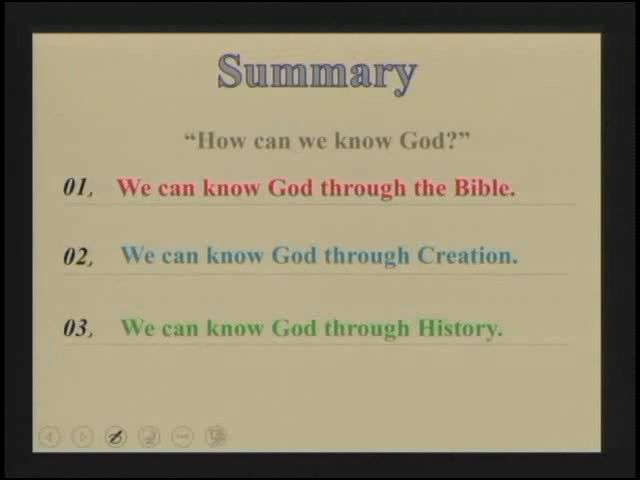 Summary
“How can we know God?”
01, We can know God through the Bible.
02, We can know God through Creation.
03, We can know God through History.